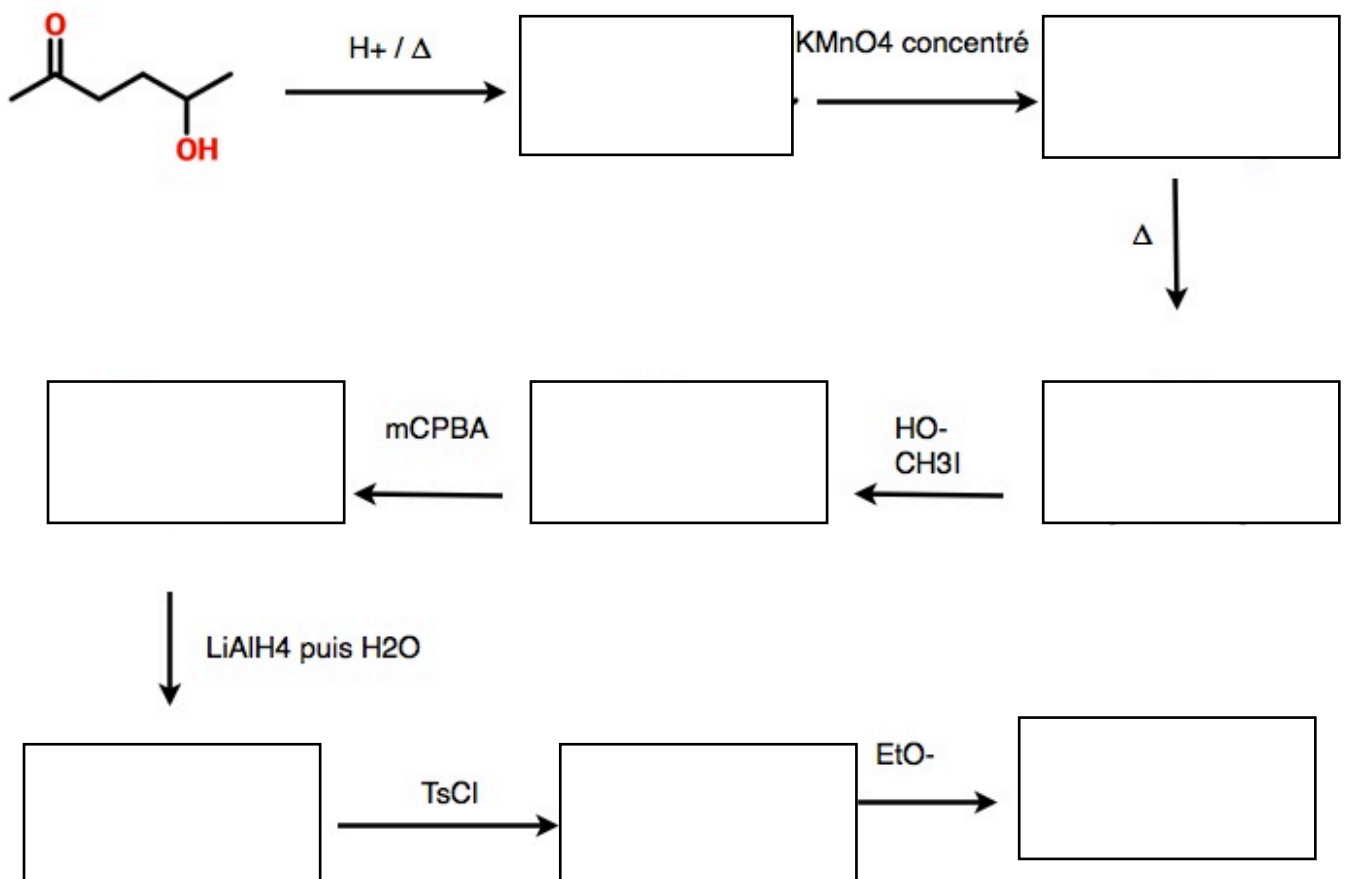 O
OH
H+ / Δ
KMnO4 concentré
Δ
mCPBA
HO-
CH3I
LiAlH4 puis H2O
TsCl
EtO-